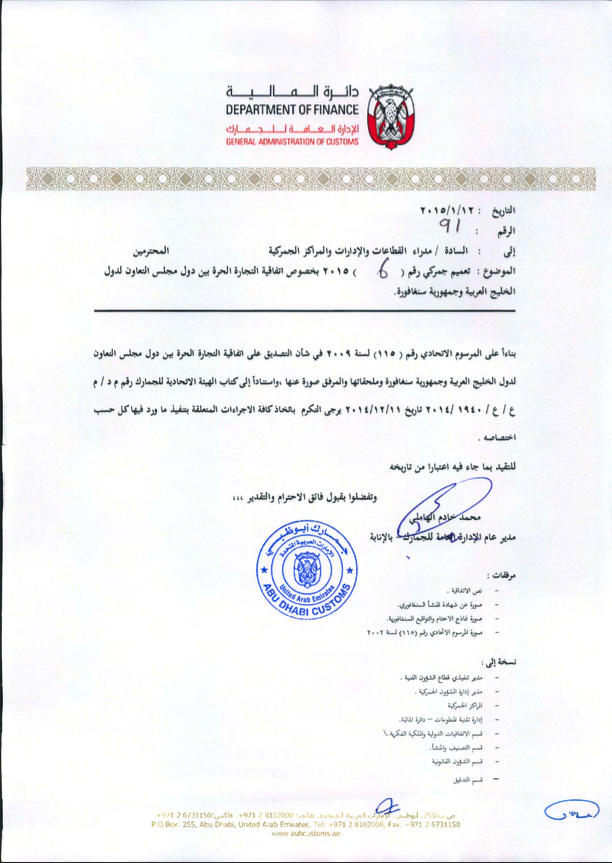 دائرة المالية
DEPARTMENT OF FINANCE
الإدارة العامة للجمارك
GENERAL ADMINISTRATION OF CUSTOMS
التاريخ : ٢٠١٥/١/١٢
الرقم : 91
إلى : السادة / مدراء القطاعات والإدارات والمراكز الجمركية المحترمين
الموضوع : تعميم جمركي رقم ( 6 ) ٢٠١٥ بخصوص اتفاقية التجارة الحرة بين دول مجلس التعاون لدول
الخليج العربية وجمهورية سنغافورة.
بناءاً على المرسوم الاتحادي رقم (١١٥) لسنة ٢٠٠٩ في شأن التصديق على اتفاقية التجارة الحرة بين دول مجلس التعاون
لدول الخليج العربية وجمهورية سنغافورة وملحقاتها والمرفق صورة عنها ،واستناداً إلى كتاب الهيئة الاتحادية للجمارك رقم م د / م
ع / ع / ١٩٤٠ /٢٠١٤ تاريخ ٢٠١٤/١٢/١١ يرجى التكرم باتخاذ كافة الاجراءات المتعلقة بتنفيذ ما ورد فيها كل حسب
اختصاصه .
للتقيد بما جاء فيه اعتبارا من تاريخه
وتفضلوا بقبول فائق الاحترام والتقدير ،،،
محمد خادم الهاملي
مدير عام الإدارة العامة للجمارك - بالإنابة
جمارك أبوظبي
الإمارات العربية المتحدة
United Arab Emirates
ABU DHABI CUSTOMS
مرفقات :
- نص الاتفاقية .
- صورة عن شهادة المنشأ السنغافوري.
- صورة نماذج الاختام والتواقيع السنغافورية.
- صورة المرسوم الاتحادي رقم (١١٥) لسنة ٢٠٠٢
نسخة إلى :
- مدير تنفيذي قطاع الشؤون الفنية .
- مدير إدارة الشؤون الجمركية .
- المراكز الجمركية
- إدارة تقنية المعلومات – دائرة المالية.
- قسم الاتفاقيات الدولية والملكية الفكرية.\
- قسم التصنيف والمنشأ.
- قسم الشؤون القانونية
- قسم التدقيق
ص.ب:255، أبوظبي، الإمارات العربية المتحدة، هاتف: 8102000 2 971+، فاكس:6731150 2 971+
P.O.Box: 255, Abu Dhabi, United Arab Emirates, Tel: +971 2 8102000, Fax: +971 2 6731150
www.auhcustoms.ae